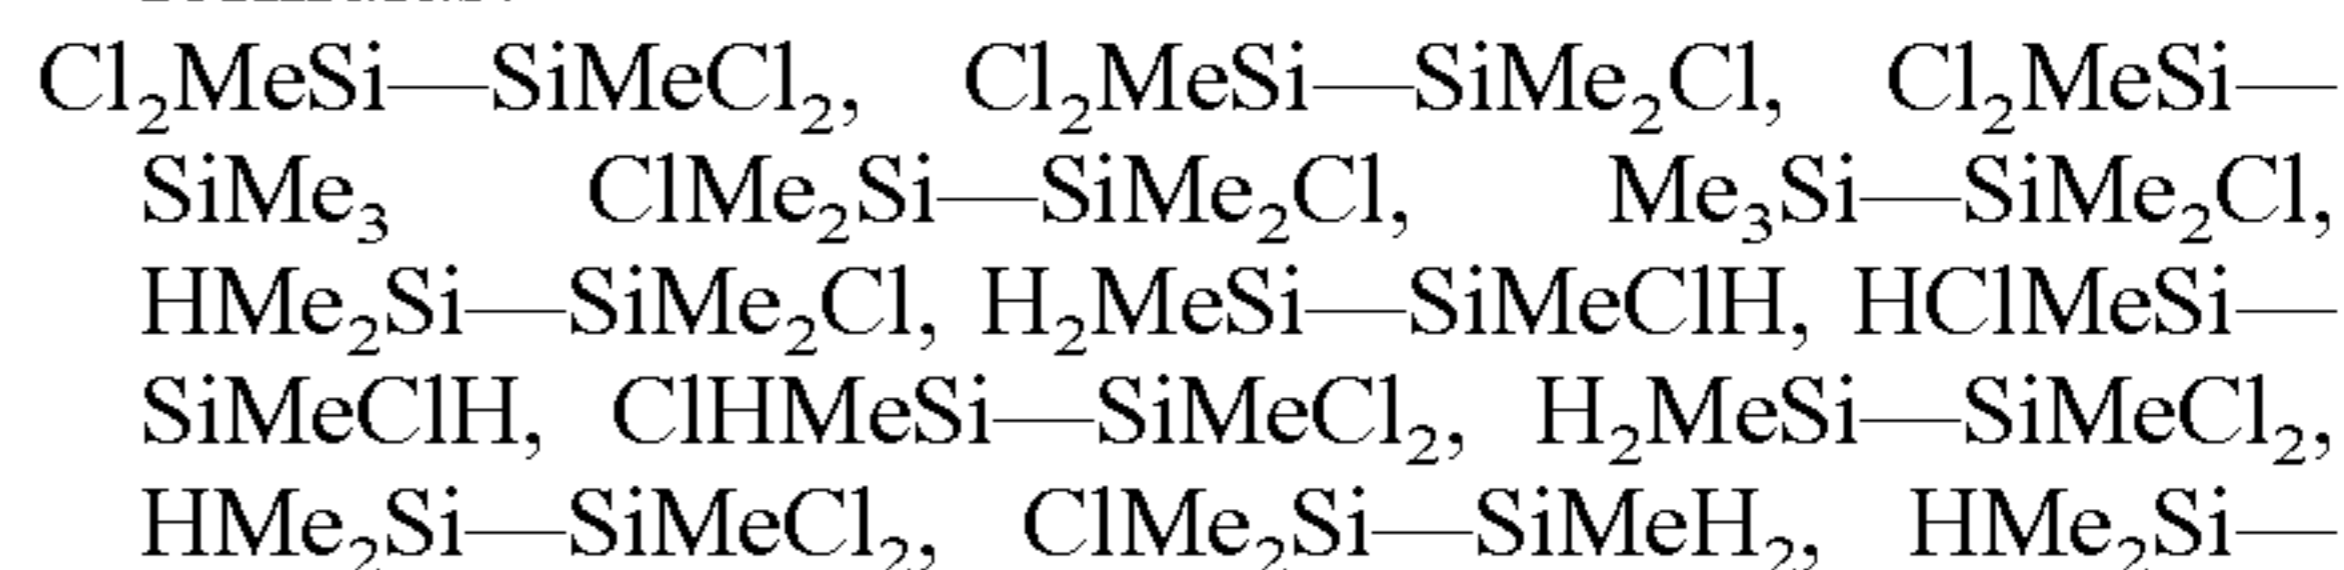 Cl₂MeSi—SiMeCl₂, Cl₂MeSi—SiMe₂Cl, Cl₂MeSi—
SiMe₃ ClMe₂Si—SiMe₂Cl, Me₃Si—SiMe₂Cl,
HMe₂Si—SiMe₂Cl, H₂MeSi—SiMeClH, HClMeSi—
SiMeClH, ClHMeSi—SiMeCl₂, H₂MeSi—SiMeCl₂,
HMe₂Si—SiMeCl₂, ClMe₂Si—SiMeH₂, HMe₂Si—